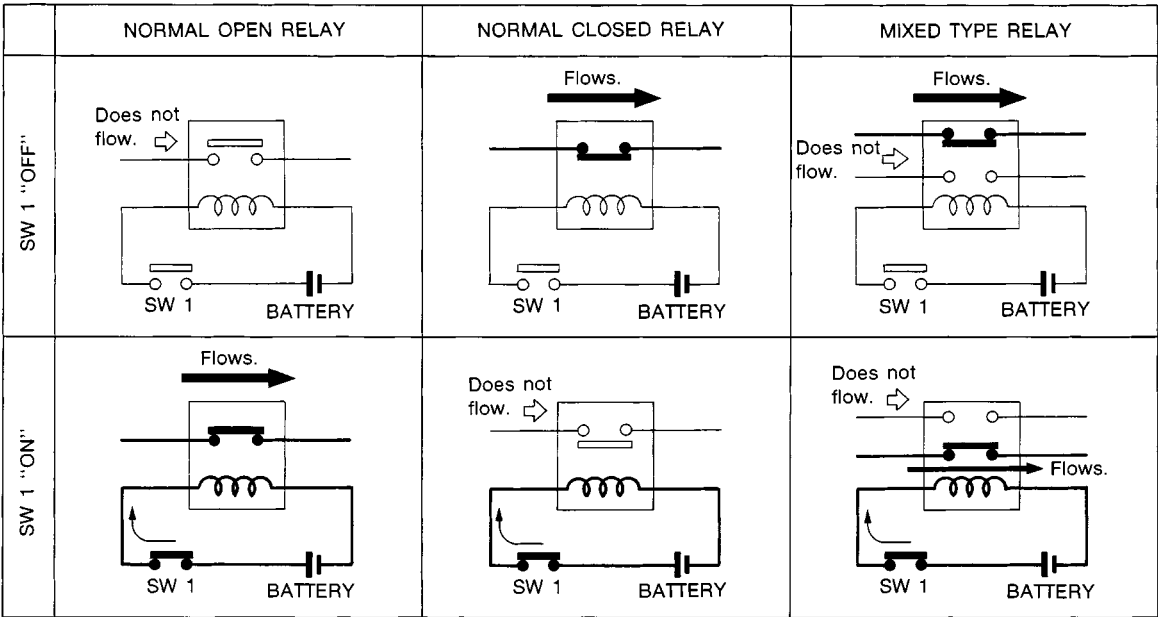 NORMAL OPEN RELAY
NORMAL CLOSED RELAY
MIXED TYPE RELAY
SW 1 "OFF"
Does not
flow.
SW 1
BATTERY
Flows.
SW 1
BATTERY
Flows.
Does not
flow.
SW 1
BATTERY
SW 1 "ON"
Flows.
SW 1
BATTERY
Does not
flow.
SW 1
BATTERY
Does not
flow.
Flows.
SW 1
BATTERY